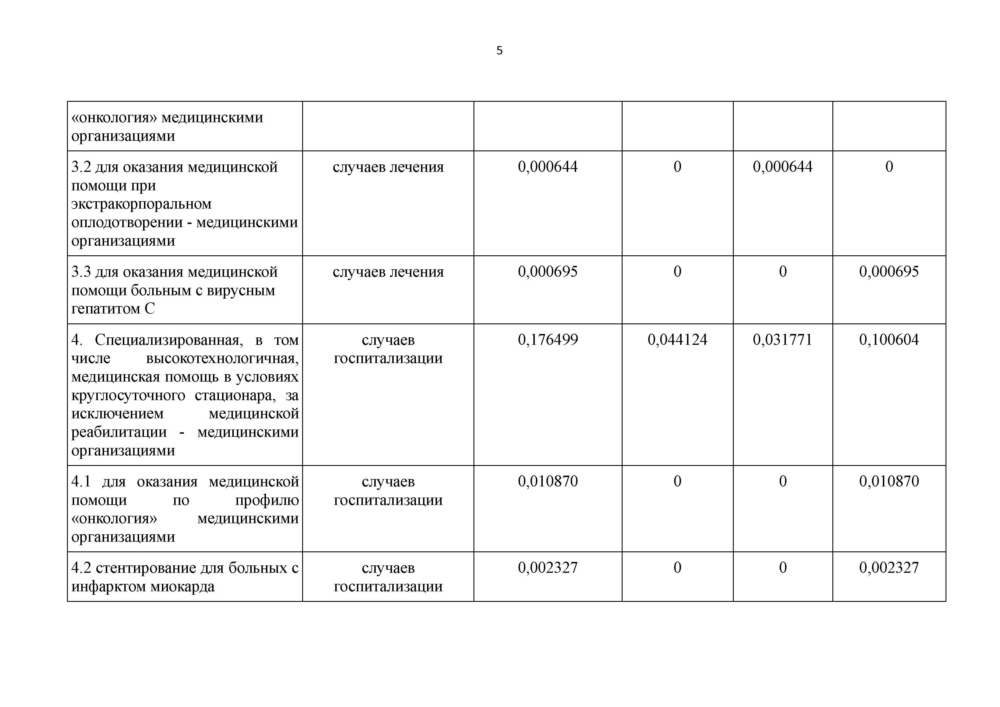 5
«онкология» медицинскими
организациями
3.2 для оказания медицинской
помощи при
экстракорпоральном
оплодотворении - медицинскими
организациями
случаев лечения
0,000644
0
0,000644
0
3.3 для оказания медицинской
помощи больным с вирусным
гепатитом С
случаев лечения
0,000695
0
0
0,000695
4. Специализированная, в том
числе высокотехнологичная,
медицинская помощь в условиях
круглосуточного стационара, за
исключением медицинской
реабилитации - медицинскими
организациями
случаев
госпитализации
0,176499
0,044124
0,031771
0,100604
4.1 для оказания медицинской
помощи по профилю
«онкология» медицинскими
организациями
случаев
госпитализации
0,010870
0
0
0,010870
4.2 стентирование для больных с
инфарктом миокарда
случаев
госпитализации
0,002327
0
0
0,002327